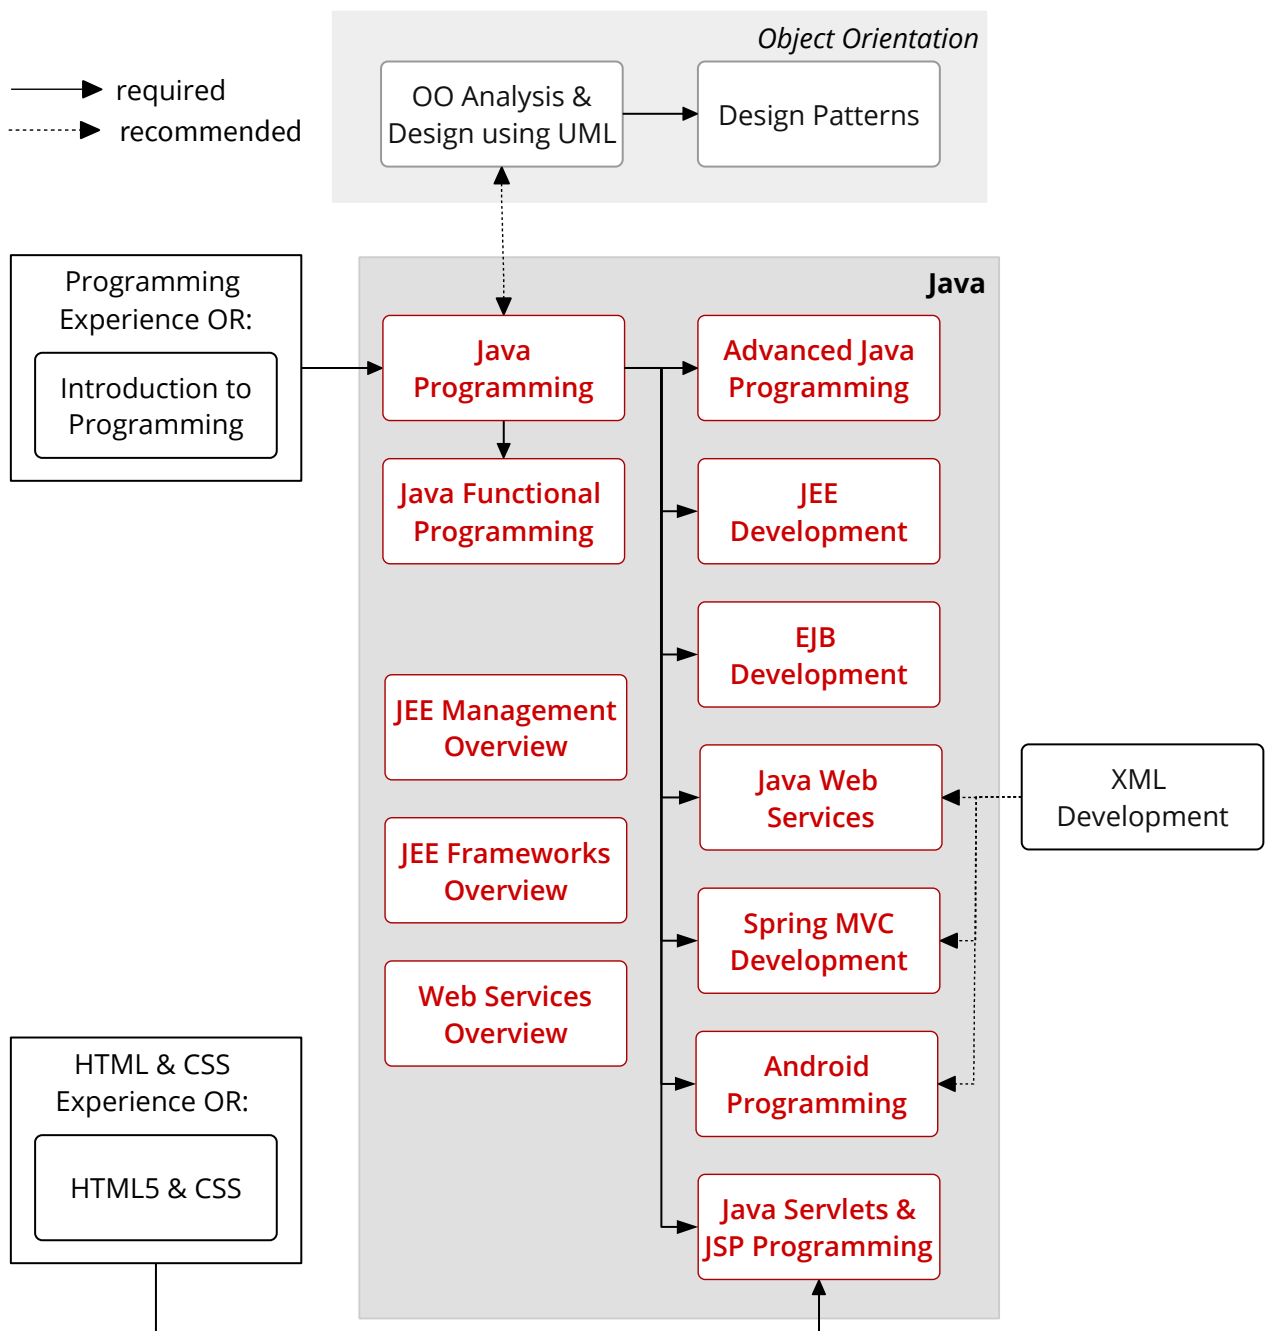 Object Orientation
required
recommended
OO Analysis &
Design using UML
Design Patterns
Programming
Experience OR:
Introduction to
Programming
Java
Java
Programming
Advanced Java
Programming
Java Functional
Programming
JEE
Development
EJB
Development
JEE Management
Overview
Java Web
Services
XML
Development
JEE Frameworks
Overview
Spring MVC
Development
Web Services
Overview
Android
Programming
HTML & CSS
Experience OR:
HTML5 & CSS
Java Servlets &
JSP Programming